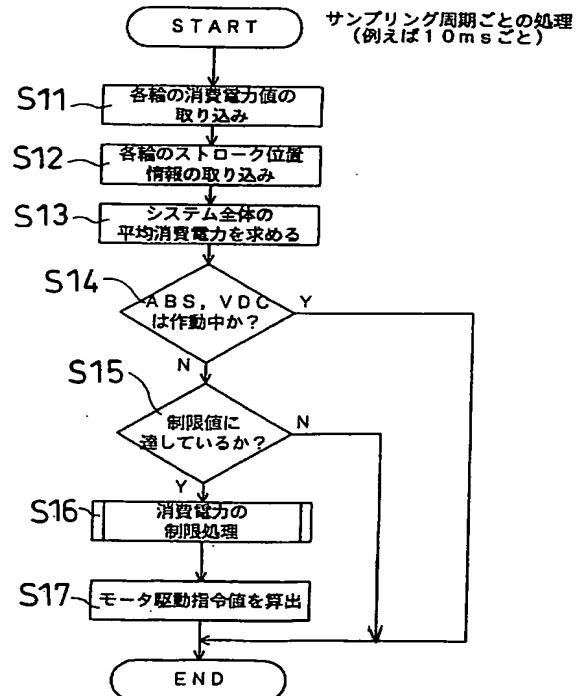 START
サンプリング周期ごとの処理
(例えば10msごと)
S11
各輪の消費電力値の
取り込み
S12
各輪のストローク位置
情報の取り込み
S13
システム全体の
平均消費電力を求める
S14
ABS,VDC
は作動中か?
Y
N
S15
制限値に
達しているか?
N
Y
S16
消費電力の
制限処理
S17
モータ駆動指令値を算出
END